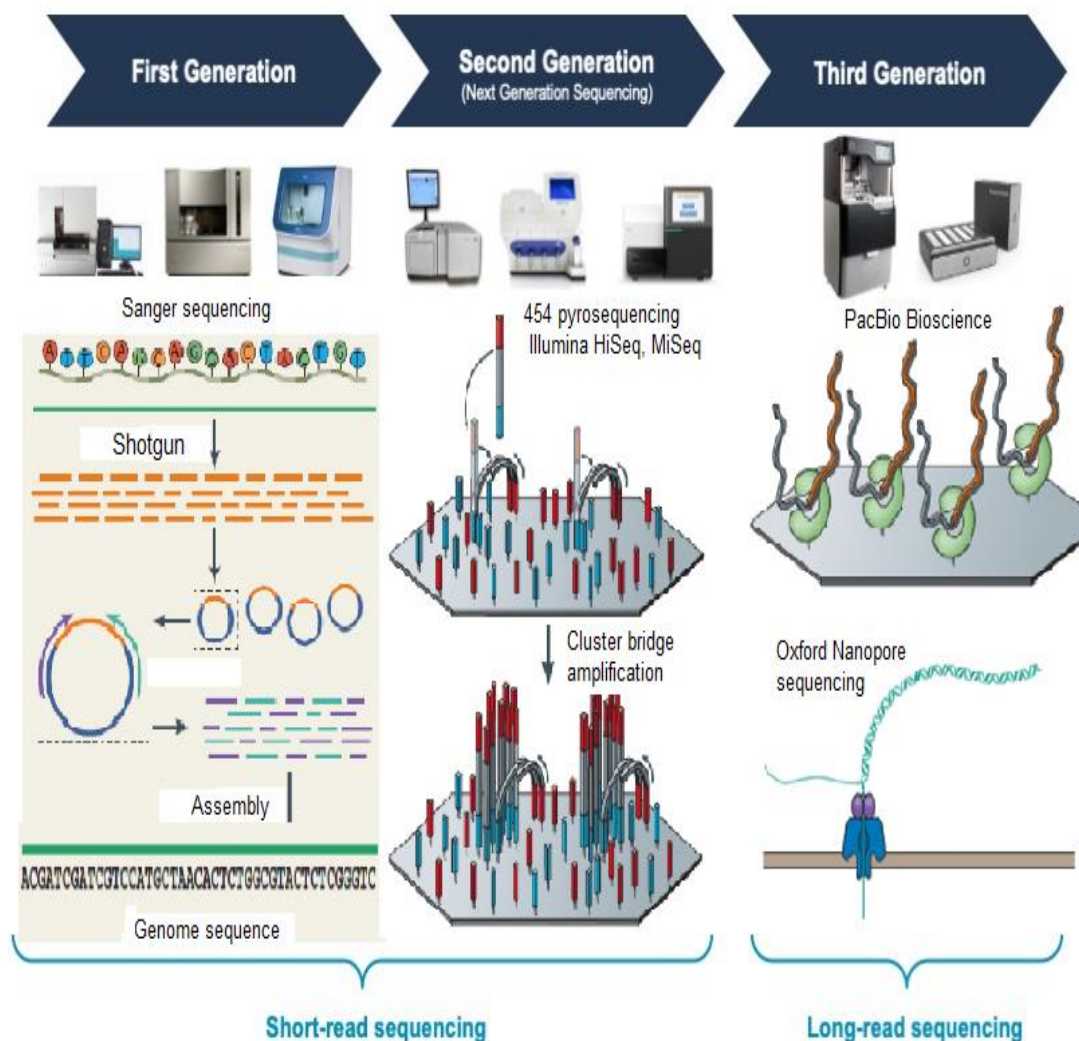 First Generation
Second Generation
(Next Generation Sequencing)
Third Generation
Sanger sequencing
454 pyrosequencing
Illumina HiSeq, MiSeq
PacBio Bioscience
Shotgun
Cluster bridge
amplification
Oxford Nanopore
sequencing
Assembly
ACGATCGATCGTCCATGCTAACACTCTGGCGTACTCTCGGGTC
Genome sequence
Short-read sequencing
Long-read sequencing